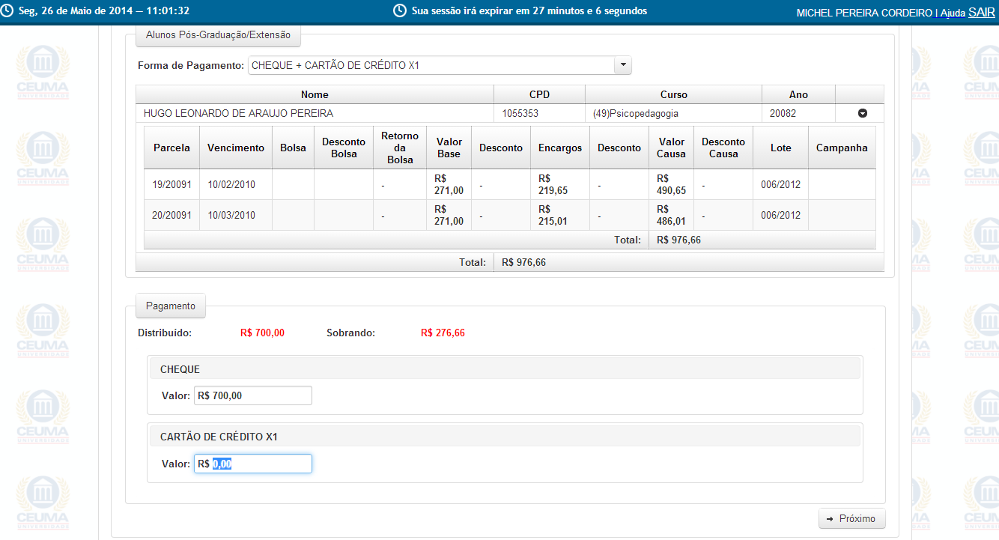 Seg, 26 de Maio de 2014 — 11:01:32 Sua sessão irá expirar em 27 minutos e 6 segundos MICHEL PEREIRA CORDEIRO | Ajuda SAIR
Alunos Pós-Graduação/Extensão
Forma de Pagamento: CHEQUE + CARTÃO DE CRÉDITO X1
Nome CPD Curso Ano
HUGO LEONARDO DE ARAUJO PEREIRA 1055353 (49)Psicopedagogia 20082
Parcela Vencimento Bolsa Desconto Bolsa Retorno da Bolsa Valor Base Desconto Encargos Desconto Valor Causa Desconto Causa Lote Campanha
19/20091 10/02/2010 - R$ 271,00 - R$ 219,65 - R$ 490,65 - 006/2012
20/20091 10/03/2010 - R$ 271,00 - R$ 215,01 - R$ 486,01 - 006/2012
Total: R$ 976,66
Total: R$ 976,66
Pagamento
Distribuído: R$ 700,00 Sobrando: R$ 276,66
CHEQUE
Valor: R$ 700,00
CARTÃO DE CRÉDITO X1
Valor: R$ 0,00
Próximo
CEUMA
UNIVERSIDADE